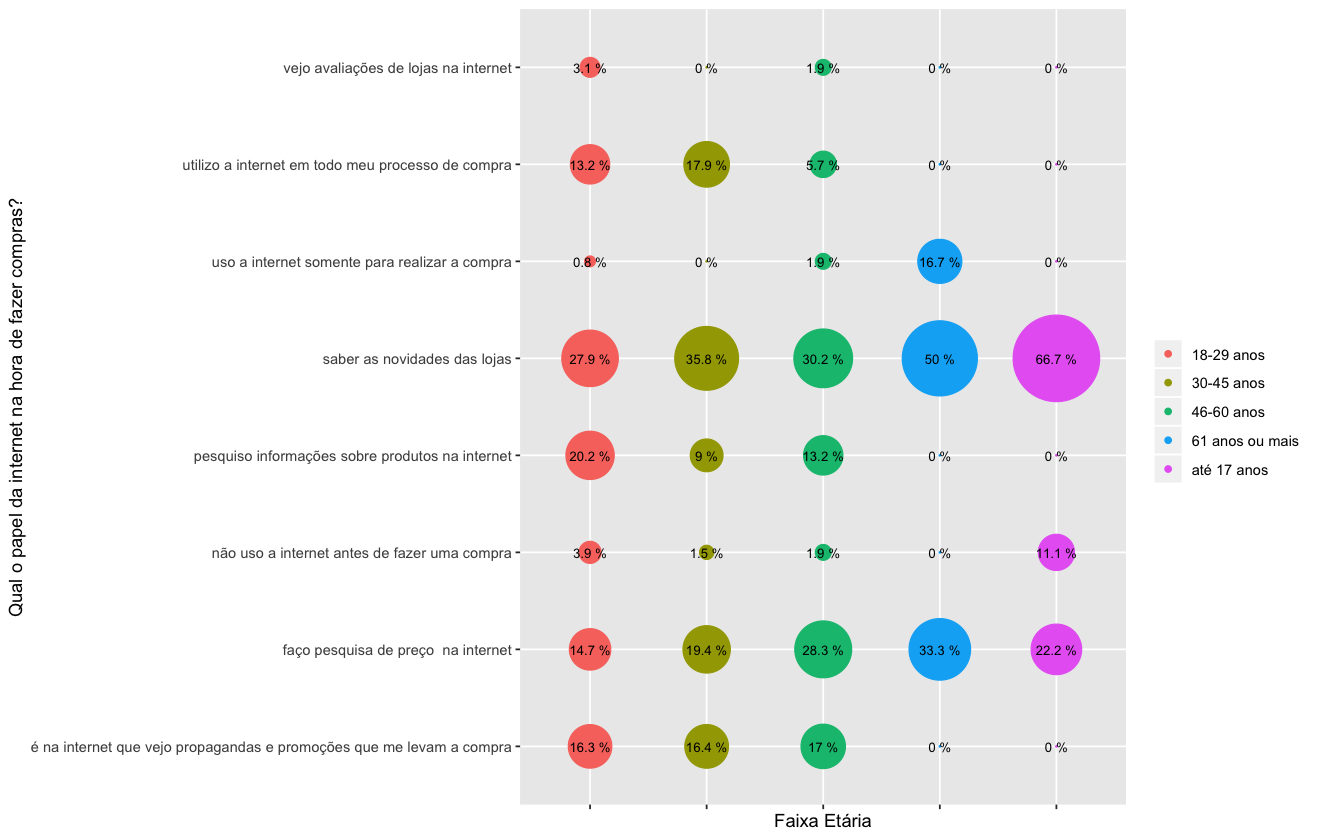 Qual o papel da internet na hora de fazer compras?
vejo avaliações de lojas na internet 3.1 % 0 % 1.9 % 0 % 0 %
utilizo a internet em todo meu processo de compra 13.2 % 17.9 % 5.7 % 0 % 0 %
uso a internet somente para realizar a compra 0.8 % 0 % 1.9 % 16.7 % 0 %
saber as novidades das lojas 27.9 % 35.8 % 30.2 % 50 % 66.7 %
pesquiso informações sobre produtos na internet 20.2 % 9 % 13.2 % 0 % 0 %
não uso a internet antes de fazer uma compra 3.9 % 1.5 % 1.9 % 0 % 11.1 %
faço pesquisa de preço  na internet 14.7 % 19.4 % 28.3 % 33.3 % 22.2 %
é na internet que vejo propagandas e promoções que me levam a compra 16.3 % 16.4 % 17 % 0 % 0 %
Faixa Etária
18-29 anos
30-45 anos
46-60 anos
61 anos ou mais
até 17 anos